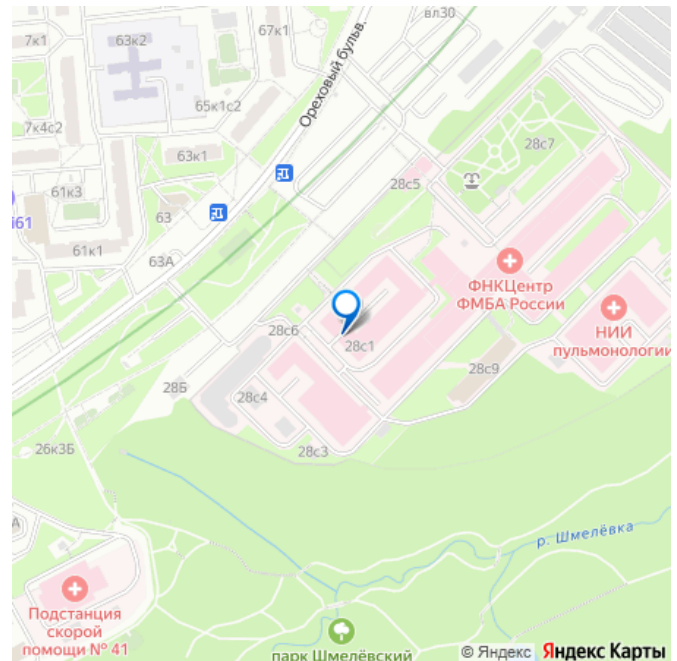 вл30
7к1
63к2
67к1
Ореховый бульв.
65к1с2
7к4с2
63к1
28с7
28с5
61к3
63
i61
61к1
63А
ФНКЦентр
ФМБА России
НИИ
пульмонологии
28с6
28с1
28Б
28с4
28с9
26к3Б
28с3
р. Шмелёвка
А
Подстанция
скорой
помощи № 41
парк Шмелёвский
© Яндекс Яндекс Карты